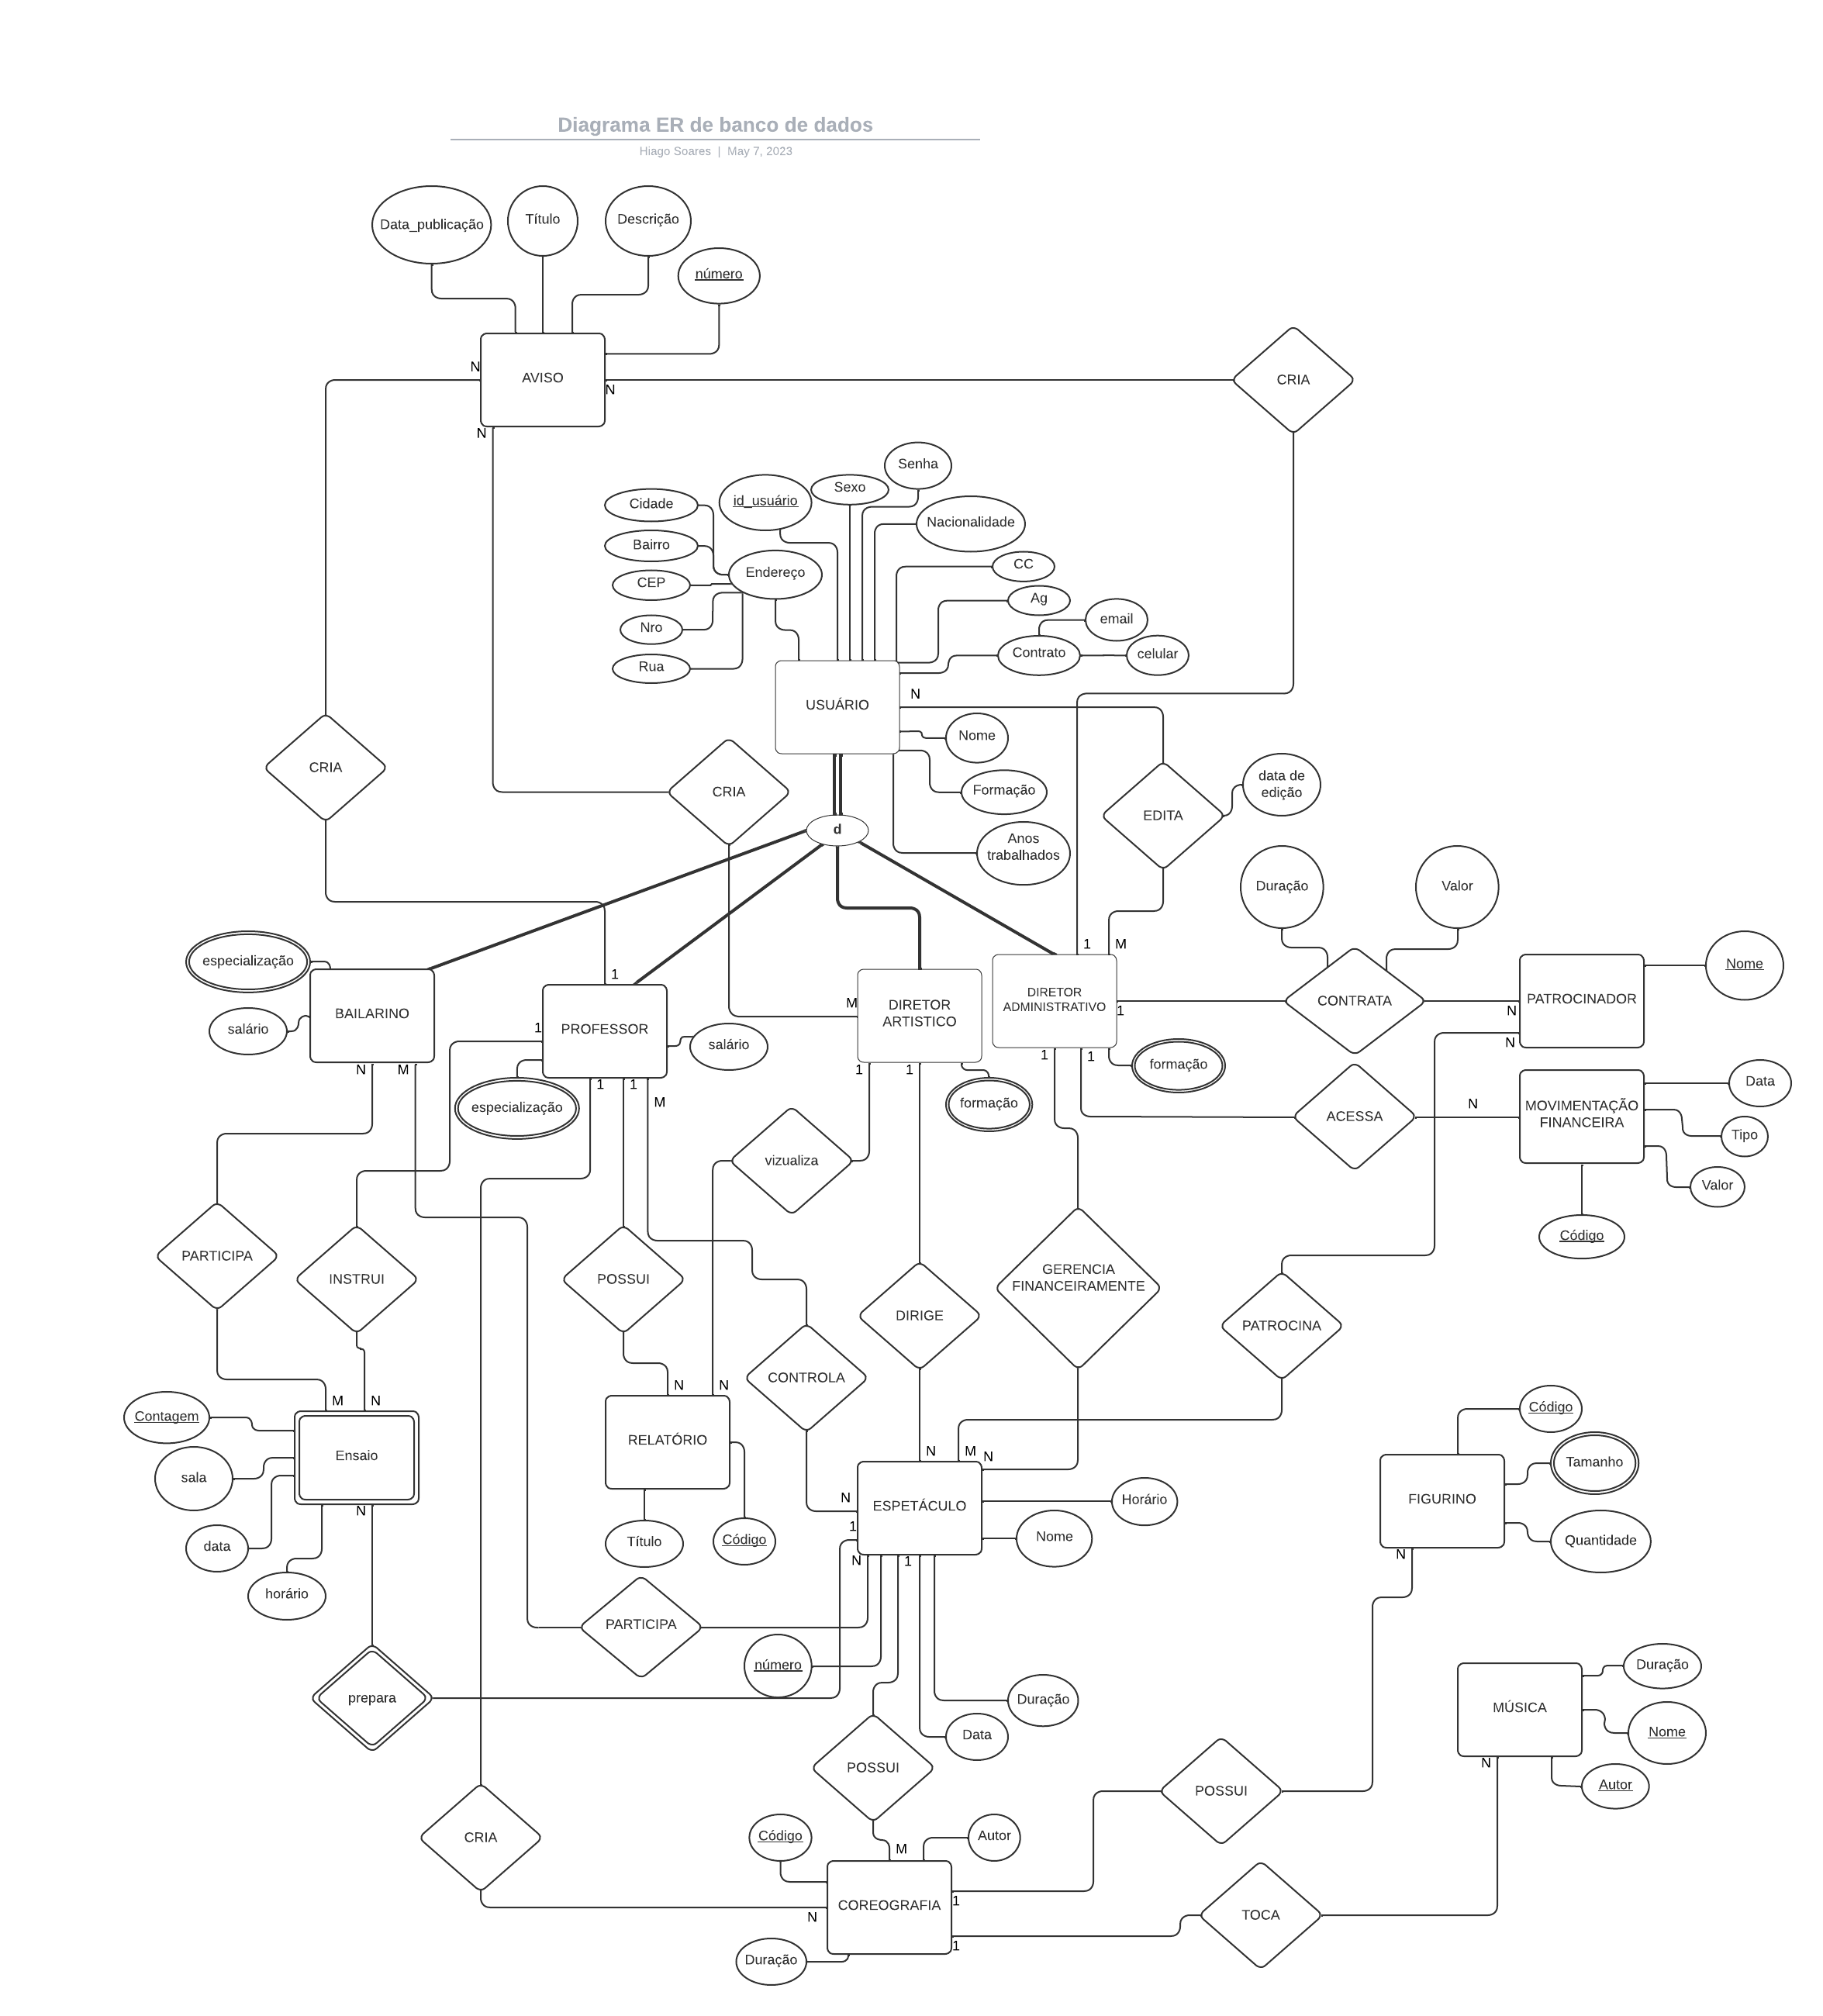 Diagrama ER de banco de dados
Hiago Soares | May 7, 2023
Data_publicação
Título
Descrição
número
AVISO
N
N
N
CRIA
Senha
Sexo
id_usuário
Cidade
Nacionalidade
Bairro
Endereço
CC
CEP
Ag
email
Nro
Contrato
celular
Rua
USUÁRIO
N
Nome
CRIA
CRIA
Formação
data de
edição
EDITA
d
Anos
trabalhados
Duração
Valor
1
M
especialização
Nome
1
BAILARINO
salário
1
PROFESSOR
salário
M
DIRETOR
ARTISTICO
DIRETOR
ADMINISTRATIVO
1
CONTRATA
N
PATROCINADOR
N
N
M
especialização
1
1
M
1
1
formação
1
1
formação
ACESSA
N
MOVIMENTAÇÃO
FINANCEIRA
Data
Tipo
Valor
Código
vizualiza
PARTICIPA
INSTRUI
POSSUI
DIRIGE
GERENCIA
FINANCEIRAMENTE
PATROCINA
CONTROLA
N
N
M
N
Contagem
sala
Ensaio
data
horário
N
RELATÓRIO
Título
Código
N
M
N
N
1
ESPETÁCULO
N
1
Horário
Nome
Código
Tamanho
FIGURINO
Quantidade
N
PARTICIPA
número
prepara
Duração
Data
POSSUI
Duração
MÚSICA
Nome
N
Autor
POSSUI
CRIA
Código
M
Autor
COREOGRAFIA
N
1
1
TOCA
Duração